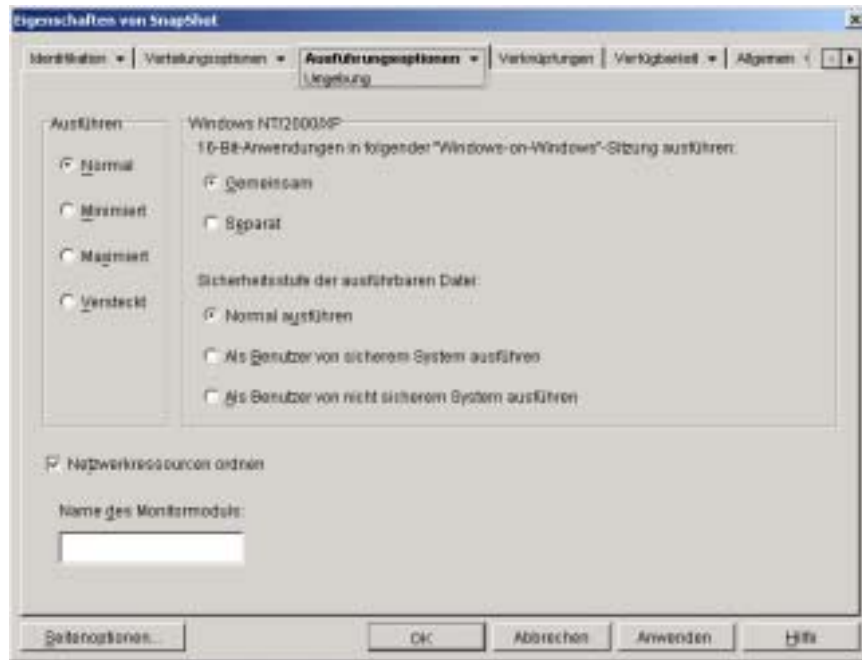 Eigenschaften von SnapShot
Identifikation
Verteilungsoptionen
Ausführungsoptionen
Verknüpfungen
Verfügbarkeit
Allgemein
Umgebung
Ausführen
Normal
Minimiert
Maximiert
Versteckt
Windows NT/2000/XP
16-Bit-Anwendungen in folgender "Windows-on-Windows"-Sitzung ausführen:
Gemeinsam
Separat
Sicherheitsstufe der ausführbaren Datei:
Normal ausführen
Als Benutzer von sicherem System ausführen
Als Benutzer von nicht sicherem System ausführen
Netzwerkressourcen ordnen
Name des Monitormoduls:
Seitenoptionen...
OK
Abbrechen
Anwenden
Hilfe